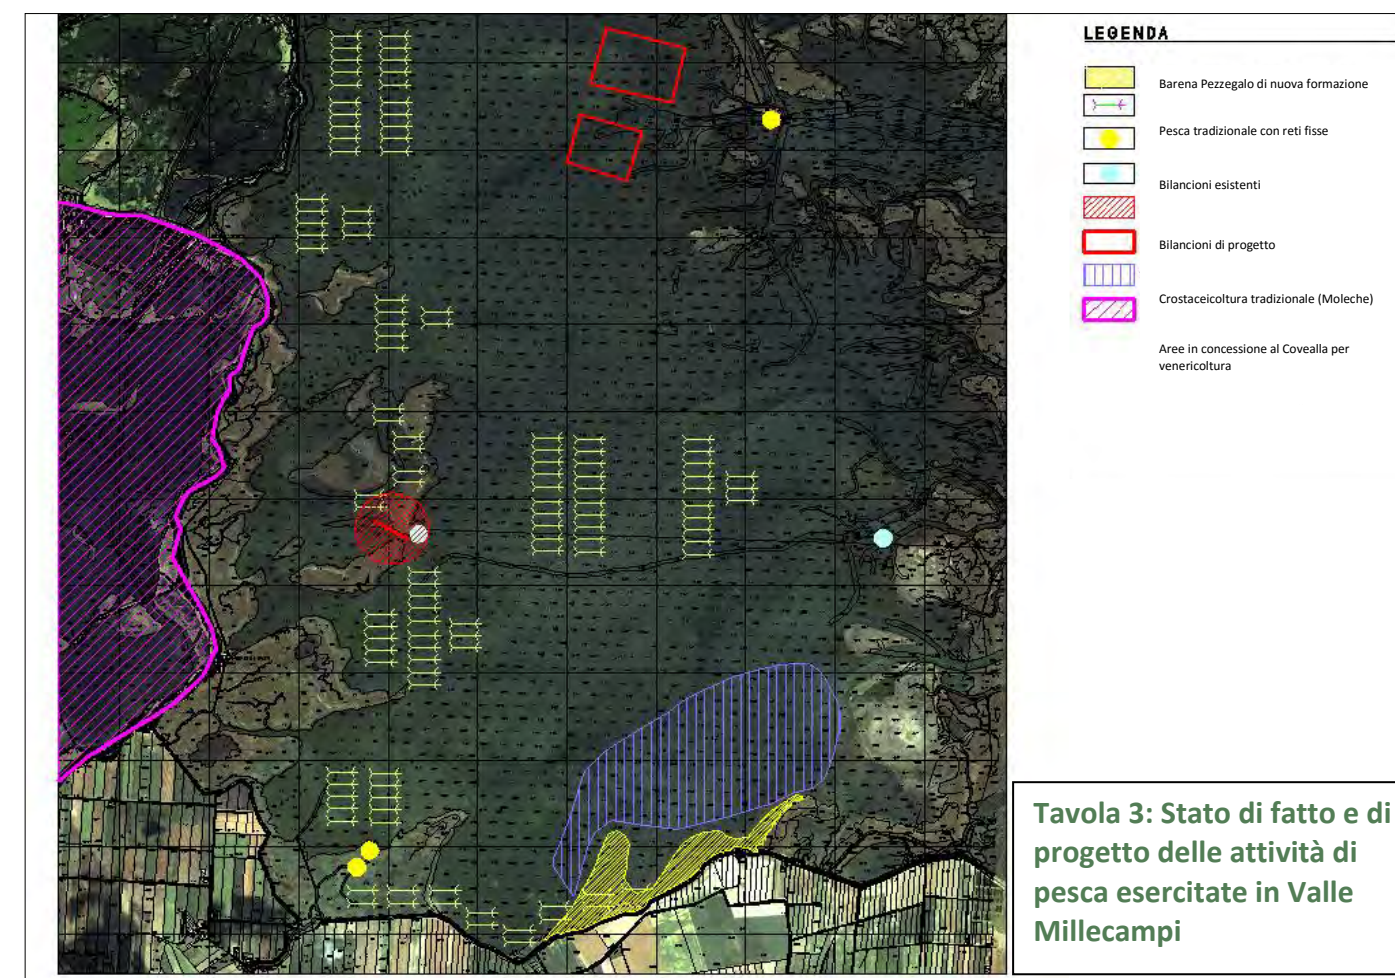 LEGENDA
Barena Pezzegalo di nuova formazione
Pesca tradizionale con reti fisse
Bilancioni esistenti
Bilancioni di progetto
Crostaceicoltura tradizionale (Moleche)
Aree in concessione al Covealla per
venericoltura
Tavola 3: Stato di fatto e di
progetto delle attività di
pesca esercitate in Valle
Millecampi